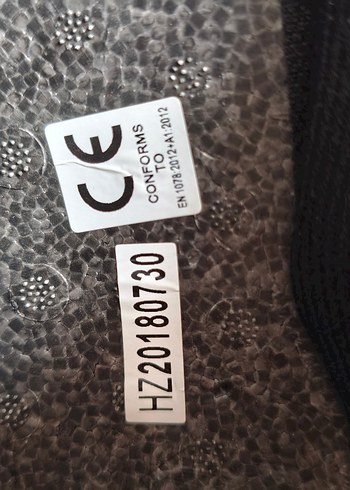 CE
CONFORMS
TO
EN 1078:2012+A1:2012
HZ20180730